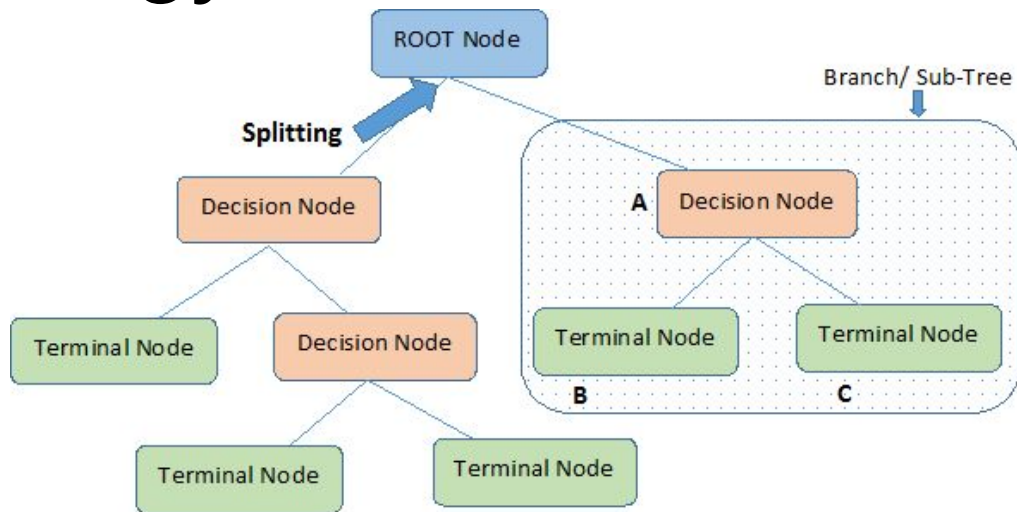 ROOT Node
Branch/ Sub-Tree
Splitting
Decision Node
A
Decision Node
Terminal Node
Decision Node
Terminal Node
Terminal Node
B
C
Terminal Node
Terminal Node